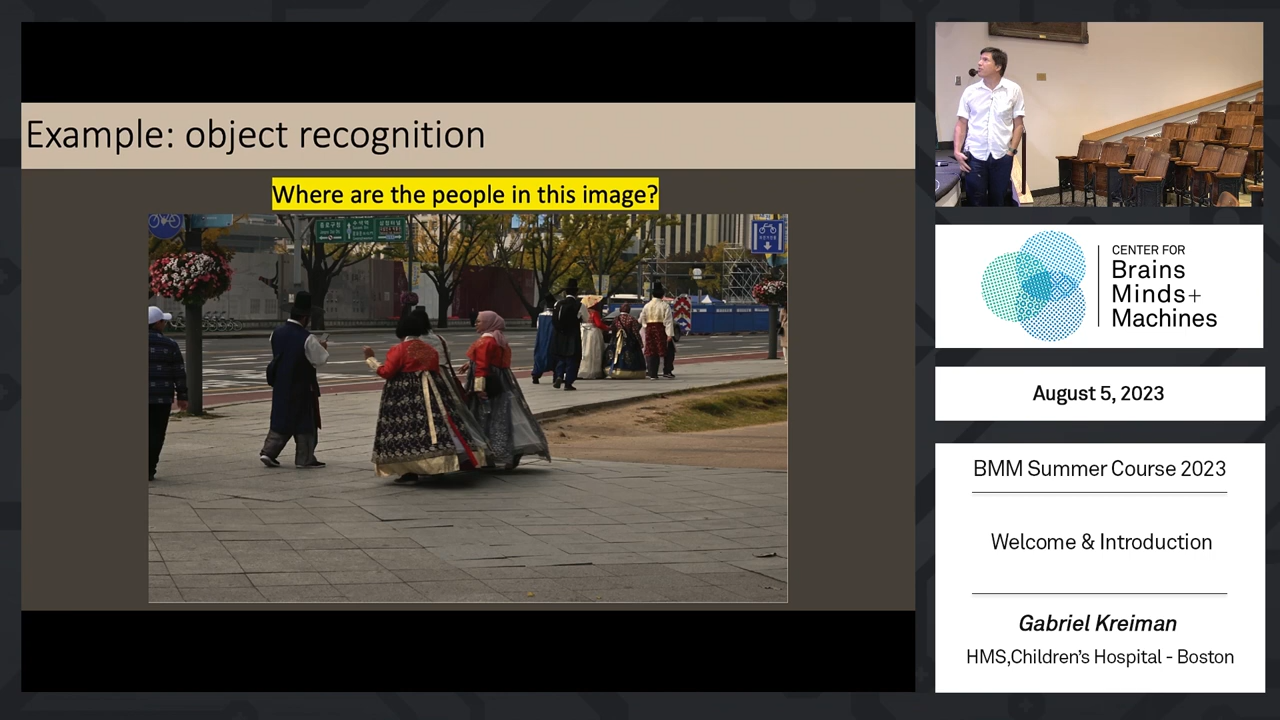 Example: object recognition
Where are the people in this image?
CENTER FOR
Brains
Minds+
Machines
August 5, 2023
BMM Summer Course 2023
Welcome & Introduction
Gabriel Kreiman
HMS,Children's Hospital - Boston